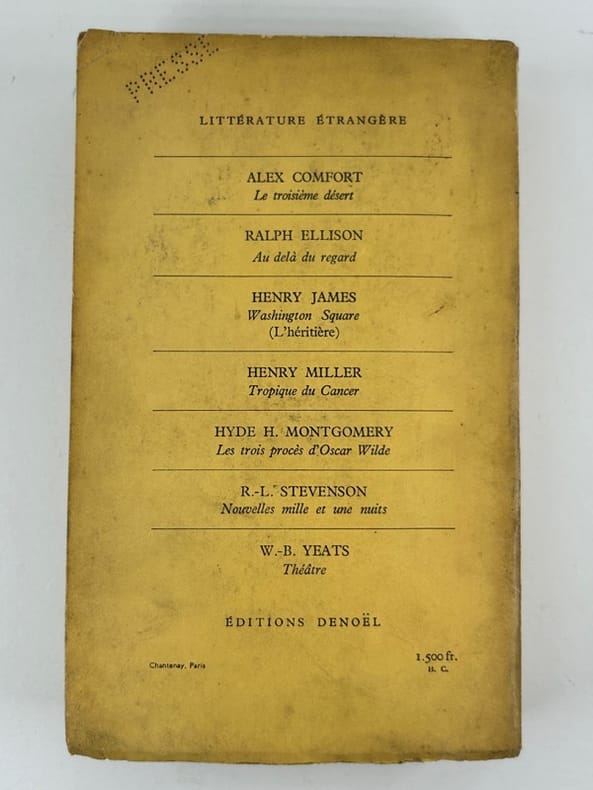 PRESSE
LITTÉRATURE ÉTRANGÈRE
ALEX COMFORT
Le troisième désert
RALPH ELLISON
Au delà du regard
HENRY JAMES
Washington Square
(L'héritière)
HENRY MILLER
Tropique du Cancer
HYDE H. MONTGOMERY
Les trois procès d'Oscar Wilde
R.-L. STEVENSON
Nouvelles mille et une nuits
W.-B. YEATS
Théâtre
ÉDITIONS DENOËL
Chantenay, Paris
1.500 fr.
B. C.